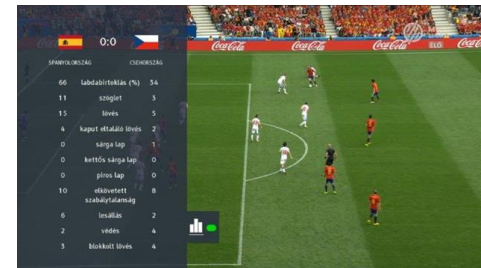 0:0
SPANYOLORSZÁG CSEHORSZÁG
66 labdabirtoklás (%) 34
11 szöglet 3
15 lövés 5
4 kaput eltaláló lövés 2
0 sárga lap 1
0 kettős sárga lap 0
0 piros lap 0
10 elkövetett szabálytalanság 8
6 lesállás 2
2 védés 4
3 blokkolt lövés 4
Coca-Cola Coca-Cola Coca-Cola Coca-Cola